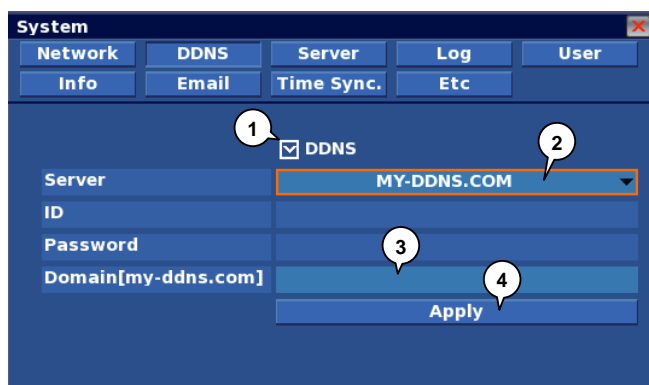 System
Network DDNS Server Log User
Info Email Time Sync. Etc
1
DDNS
2
Server MY-DDNS.COM
ID
Password
3
Domain[my-ddns.com]
4
Apply